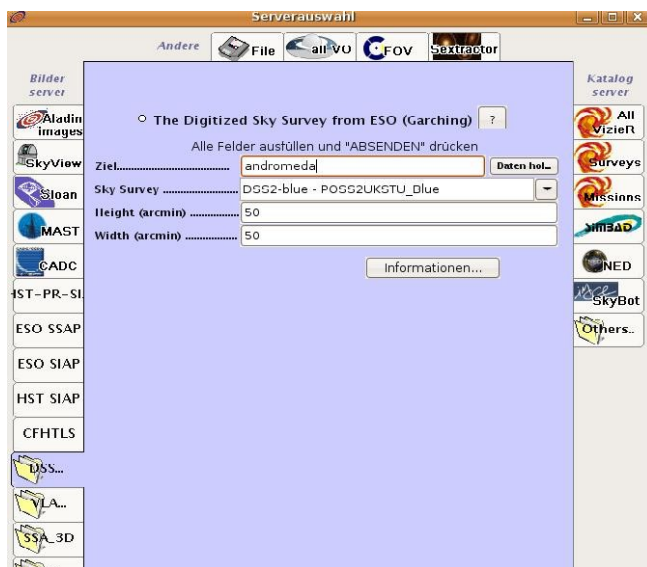 Serverauswahl
Andere File all VO FOV Sextractor
Bilder
server
Aladin
images
SkyView
Sloan
MAST
CADC
HST-PR-SI.
ESO SSAP
ESO SIAP
HST SIAP
CFHTLS
DSS...
VLA...
SSA_3D
The Digitized Sky Survey from ESO (Garching) ?
Alle Felder ausfüllen und "ABSENDEN" drücken
Ziel................................ andromeda Daten hol...
Sky Survey ..................... DSS2-blue - POSS2UKSTU_Blue
Height (arcmin) .............. 50
Width (arcmin) ............... 50
Informationen...
Katalog
server
All
VizieR
Surveys
Missions
SIMBAD
NED
SkyBot
Others..